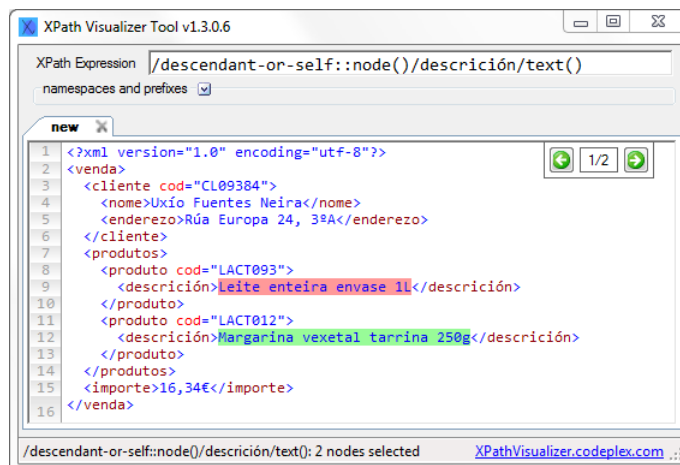 XPath Visualizer Tool v1.3.0.6
XPath Expression /descendant-or-self::node()/descrición/text()
namespaces and prefixes
new
1/2
1 <?xml version="1.0" encoding="utf-8"?>
2 <venda>
3 <cliente cod="CL09384">
4 <nome>Uxío Fuentes Neira</nome>
5 <enderezo>Rúa Europa 24, 3ºA</enderezo>
6 </cliente>
7 <produtos>
8 <produto cod="LACT093">
9 <descrición>Leite enteira envase 1L</descrición>
10 </produto>
11 <produto cod="LACT012">
12 <descrición>Margarina vexetal tarrina 250g</descrición>
13 </produto>
14 </produtos>
15 <importe>16,34€</importe>
16 </venda>
/descendant-or-self::node()/descrición/text(): 2 nodes selected XPathVisualizer.codeplex.com